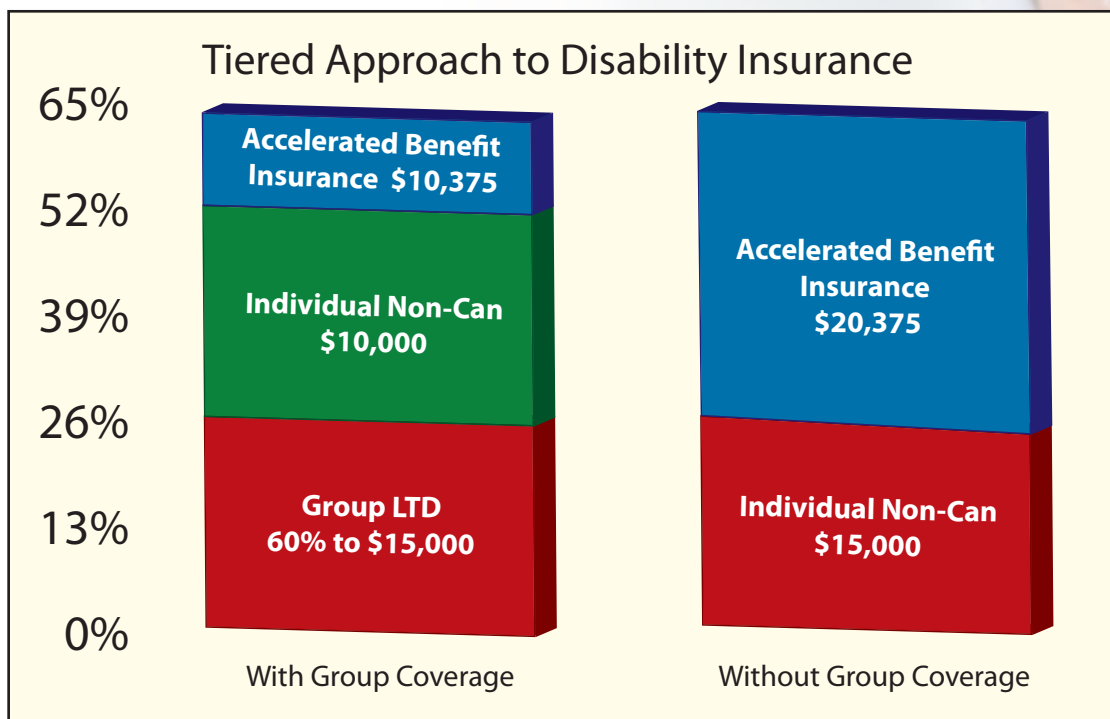 Tiered Approach to Disability Insurance
65%
52%
39%
26%
13%
0%
Accelerated Benefit
Insurance $10,375
Individual Non-Can
$10,000
Group LTD
60% to $15,000
With Group Coverage
Accelerated Benefit
Insurance
$20,375
Individual Non-Can
$15,000
Without Group Coverage